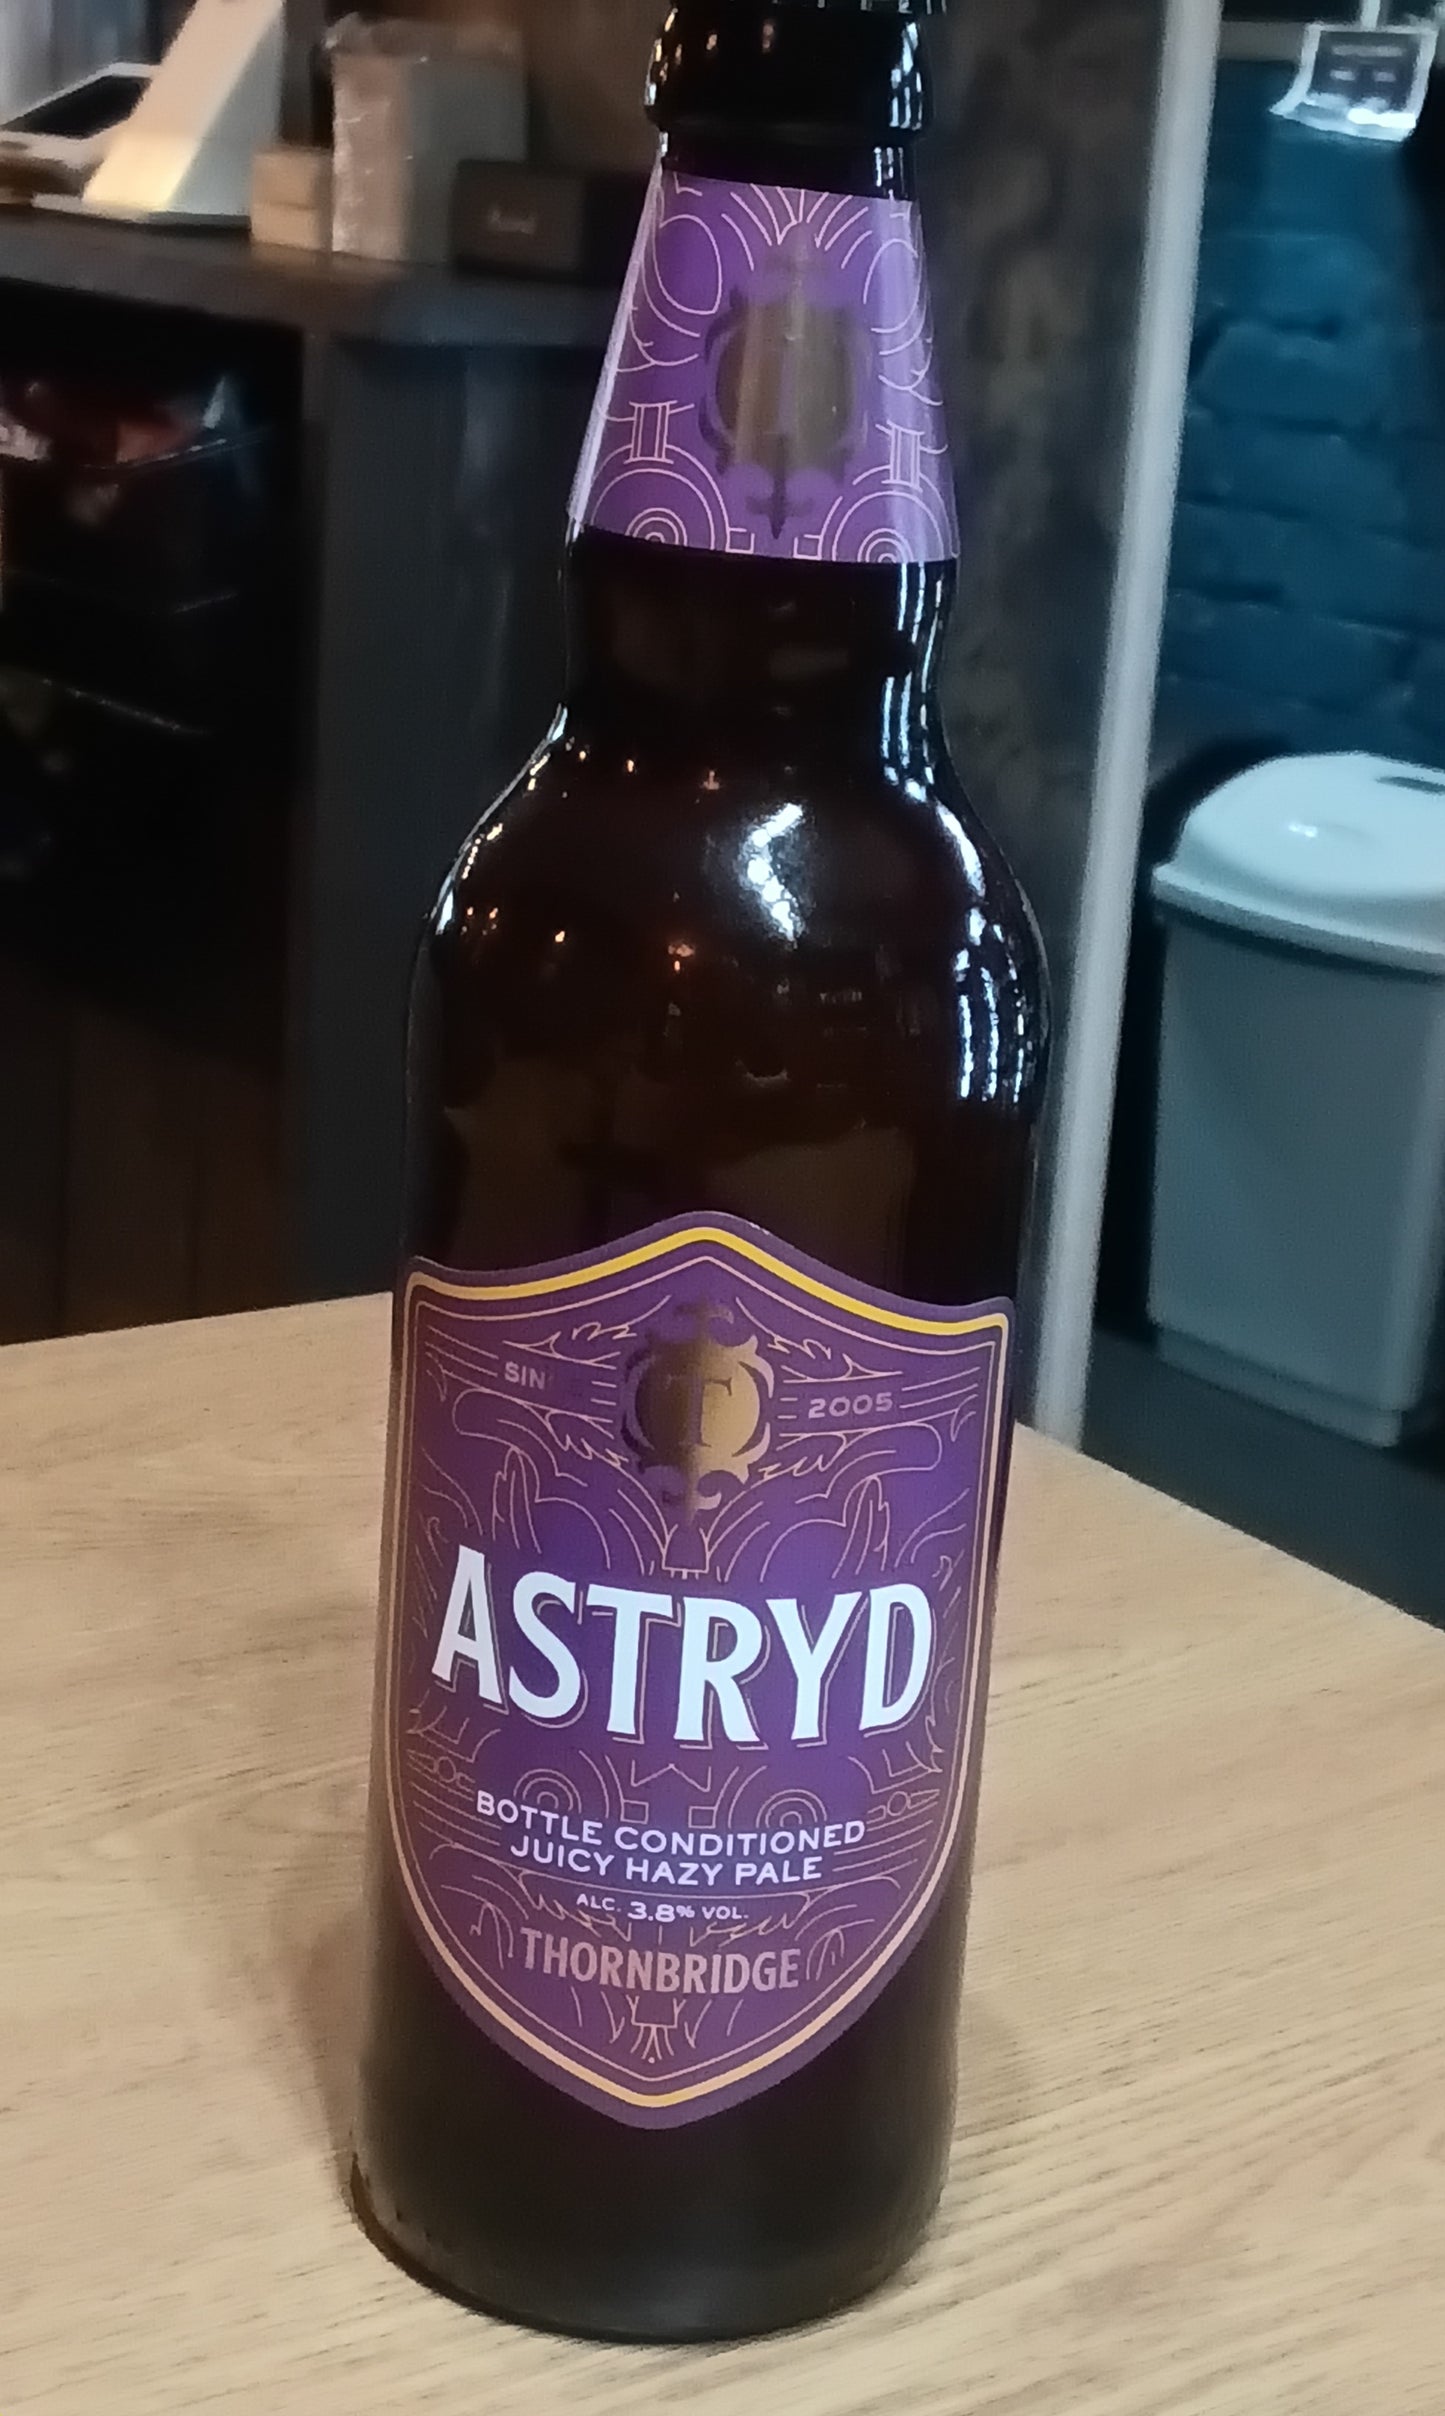 SIN
T
2005
ASTRYD
BOTTLE CONDITIONED
JUICY HAZY PALE
ALC. 3.8% VOL.
THORNBRIDGE